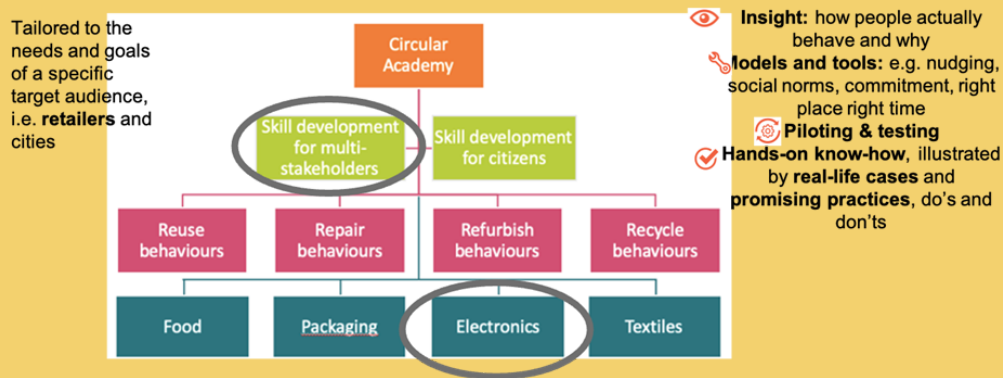 Tailored to the
needs and goals
of a specific
target audience,
i.e. retailers and
cities
Circular
Academy
Skill development
for multi-
stakeholders
Skill development
for citizens
Reuse
behaviours
Repair
behaviours
Refurbish
behaviours
Recycle
behaviours
Food
Packaging
Electronics
Textiles
Insight: how people actually
behave and why
Models and tools: e.g. nudging,
social norms, commitment, right
place right time
Piloting & testing
Hands-on know-how, illustrated
by real-life cases and
promising practices, do's and
don'ts